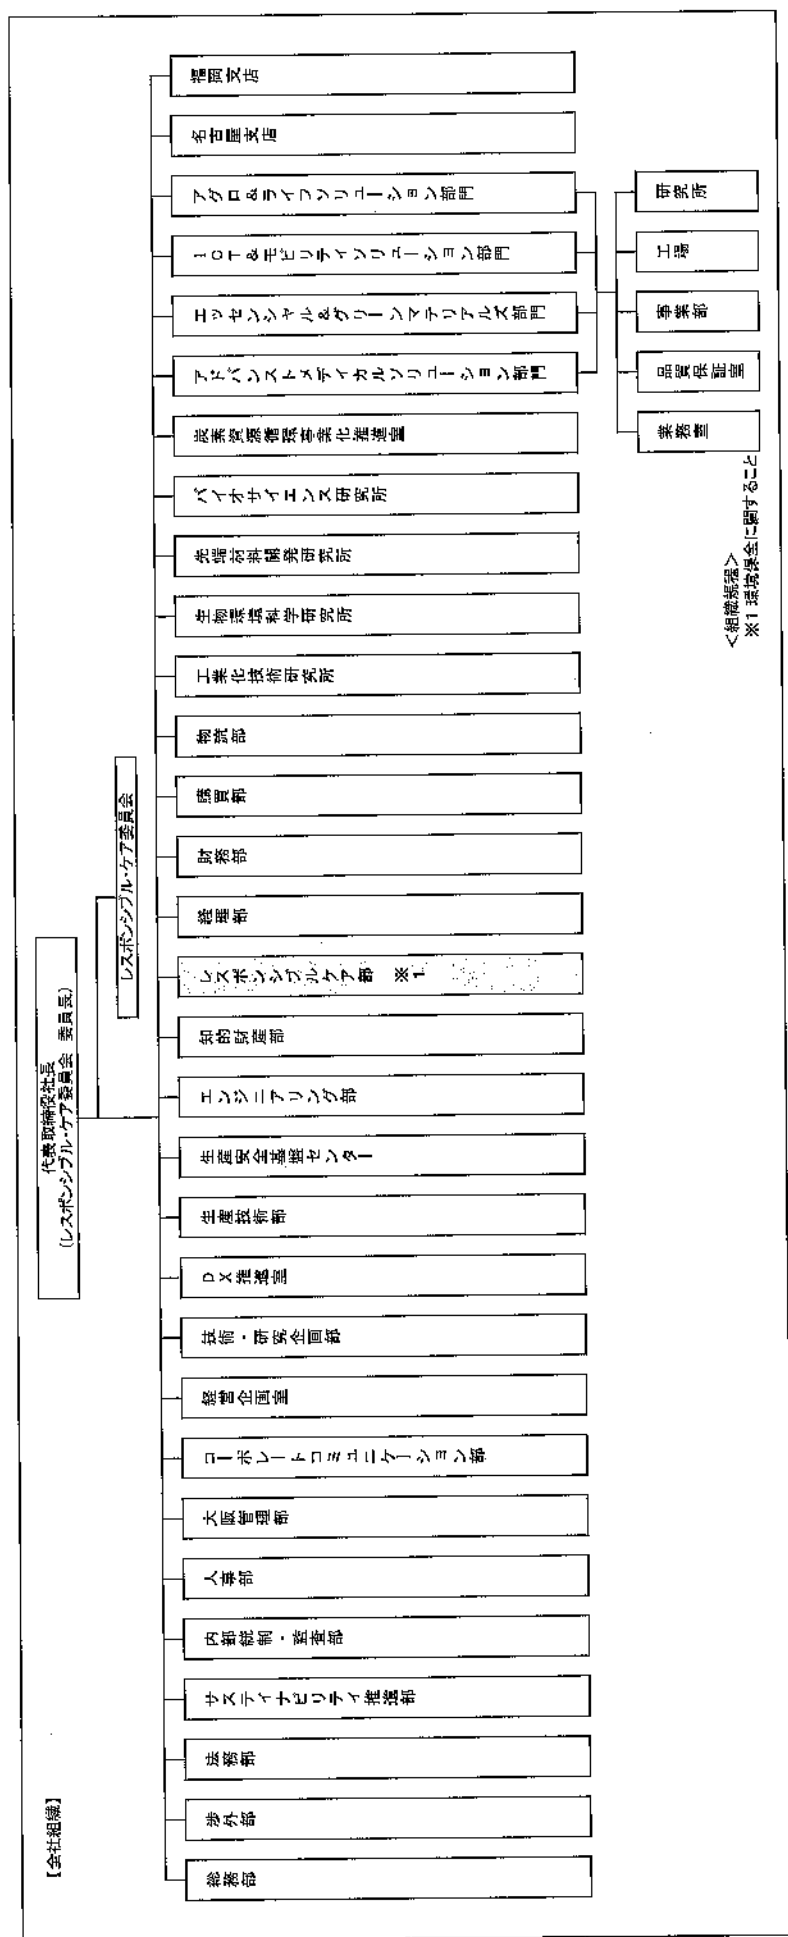 【会社組織】
代表取締役社長
(レスポンシブル・ケア委員会 委員長)
レスポンシブル・ケア委員会
総務部
渉外部
法務部
サステイナビリティ推進部
内部統制・監査部
人事部
大阪管理部
コーポレートコミュニケーション部
経営企画室
技術・研究企画部
DX推進室
生産技術部
生産安全基盤センター
エンジニアリング部
知的財産部
レスポンシブルケア部 ※1
経理部
財務部
購買部
物流部
工業化技術研究所
生物環境科学研究所
先端材料開発研究所
バイオサイエンス研究所
炭素資源循環事業化推進室
アドバンストメディカルソリューション部門
エッセンシャル&グリーンマテリアルズ部門
ICT&モビリティソリューション部門
アグロ&ライフソリューション部門
名古屋支店
福岡支店
業務室
品質保証室
事業部
工場
研究所
<組織規程>
※1 環境保全に関すること